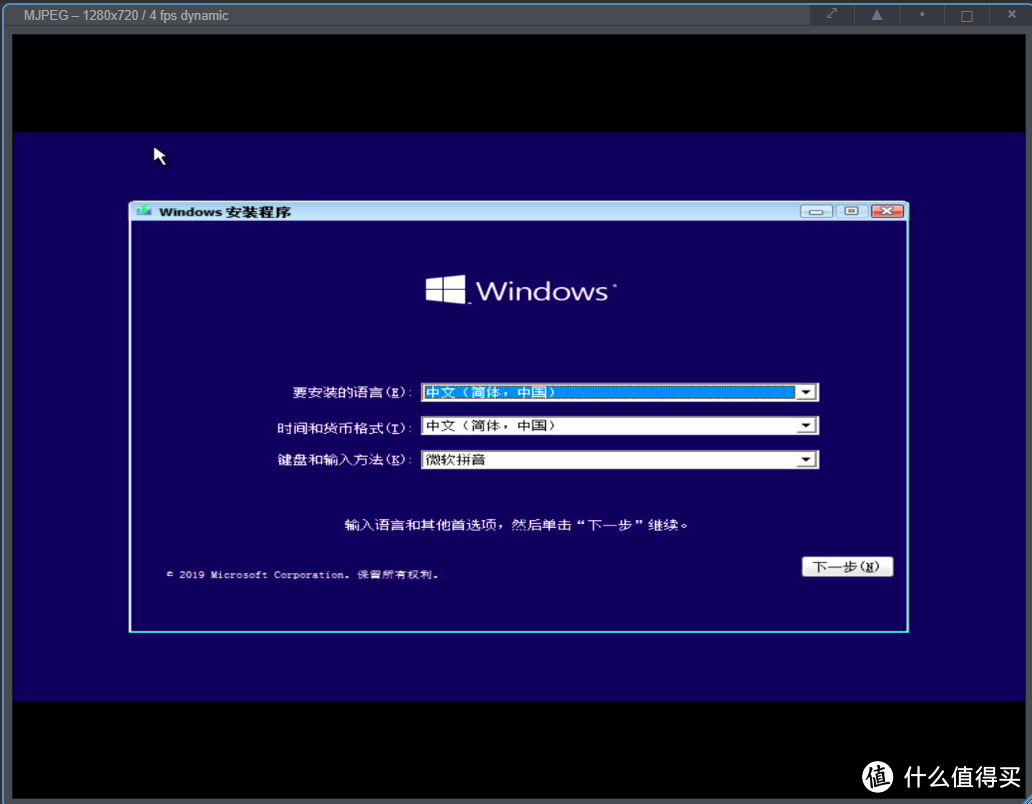 MJPEG – 1280x720 / 4 fps dynamic
Windows 安装程序
Windows
要安装的语言(E): 中文（简体，中国）
时间和货币格式(T): 中文（简体，中国）
键盘和输入方法(K): 微软拼音
输入语言和其他首选项，然后单击“下一步”继续。
下一步(N)
© 2019 Microsoft Corporation. 保留所有权利。
值 什么值得买